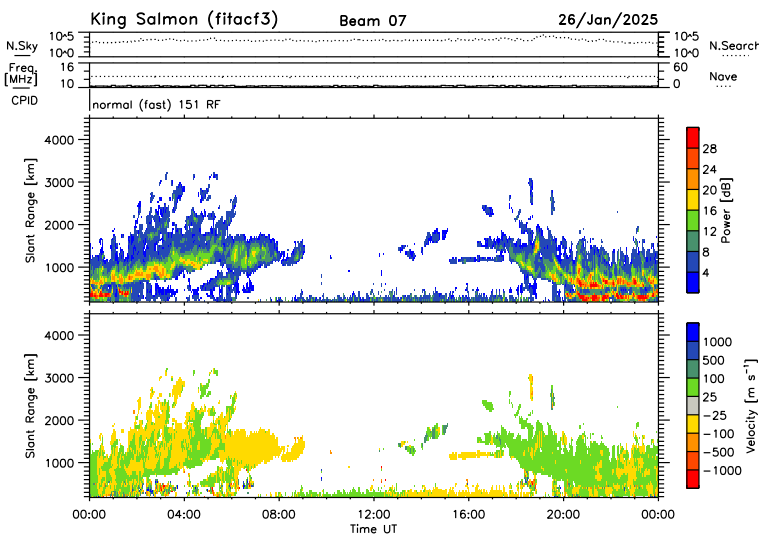 King Salmon (fitacf3) Beam 07 26/Jan/2025
N.Sky 10^5 10^0 10^5 10^0 N.Search
Freq. [MHz] 16 10 60 0 Nave
CPID normal (fast) 151 RF
Slant Range [km] 4000 3000 2000 1000
28 24 20 16 12 8 4 Power [dB]
Slant Range [km] 4000 3000 2000 1000
1000 500 100 25 -25 -100 -500 -1000 Velocity [m s⁻¹]
00:00 04:00 08:00 12:00 16:00 20:00 00:00
Time UT